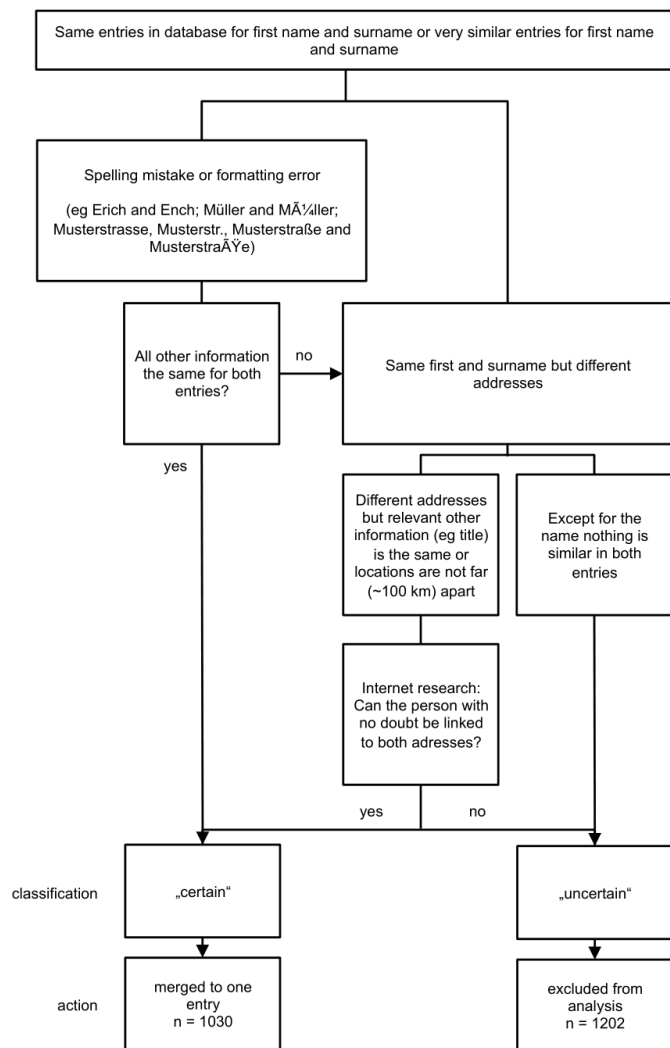 Same entries in database for first name and surname or very similar entries for first name
and surname
Spelling mistake or formatting error
(eg Erich and Ench; Müller and MÃ¼ller;
Musterstrasse, Musterstr., Musterstraße and
MusterstraÃŸe)
All other information
the same for both
entries?
no
Same first and surname but different
addresses
yes
Different addresses
but relevant other
information (eg title)
is the same or
locations are not far
(~100 km) apart
Except for the
name nothing is
similar in both
entries
Internet research:
Can the person with
no doubt be linked
to both adresses?
yes
no
classification
„certain“
„uncertain“
action
merged to one
entry
n = 1030
excluded from
analysis
n = 1202